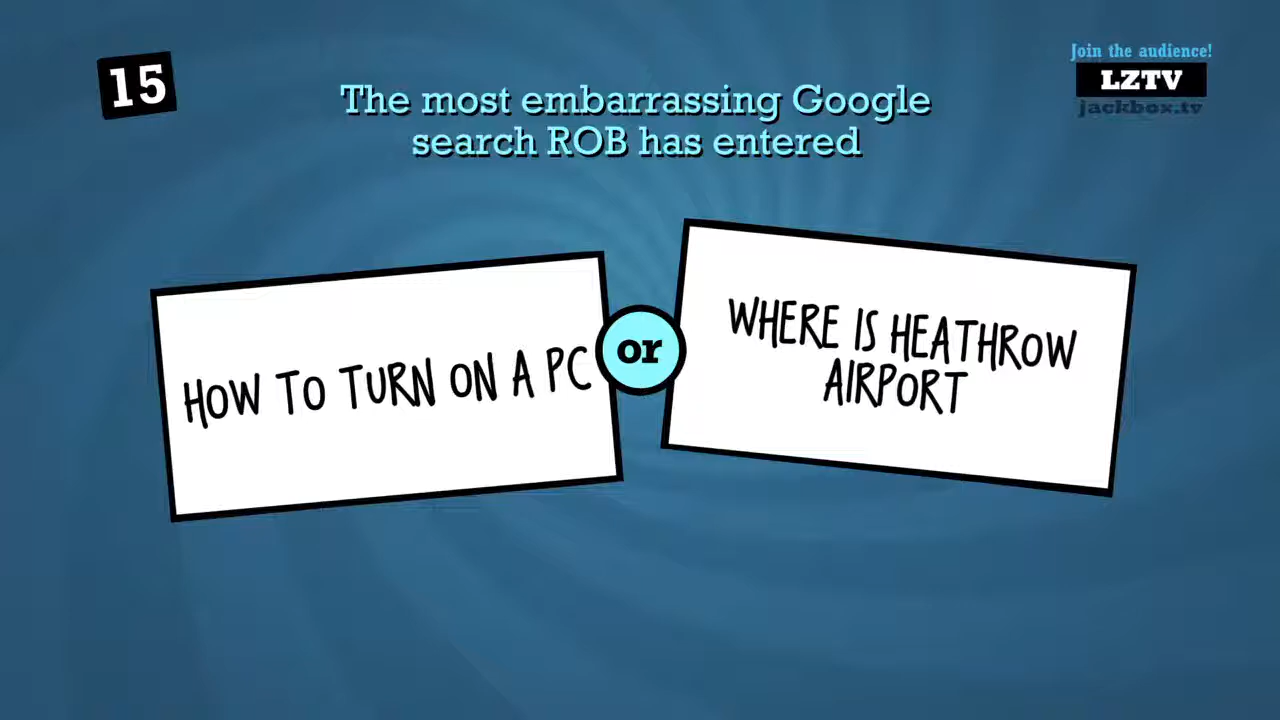 15
Join the audience!
LZTV
jackbox.tv
The most embarrassing Google
search ROB has entered
HOW TO TURN ON A PC
or
WHERE IS HEATHROW
AIRPORT